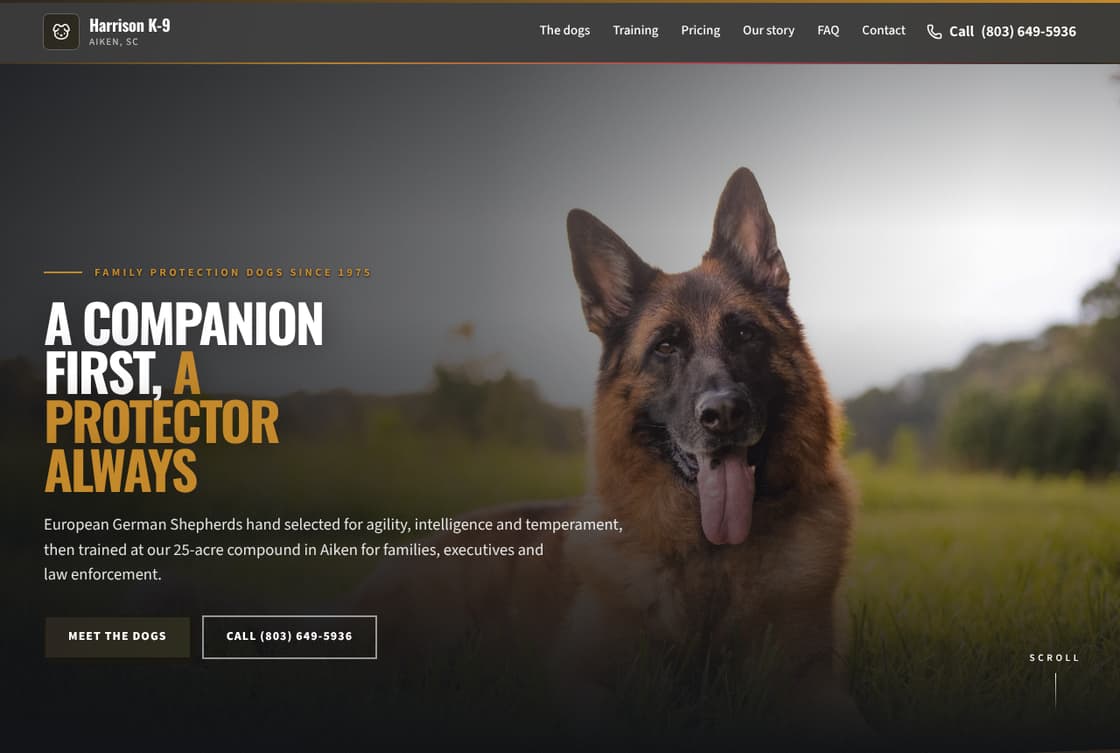 Harrison K-9
AIKEN, SC
The dogs
Training
Pricing
Our story
FAQ
Contact
Call (803) 649-5936
FAMILY PROTECTION DOGS SINCE 1975
A COMPANION
FIRST, A
PROTECTOR
ALWAYS
European German Shepherds hand selected for agility, intelligence and temperament,
then trained at our 25-acre compound in Aiken for families, executives and
law enforcement.
MEET THE DOGS
CALL (803) 649-5936
SCROLL